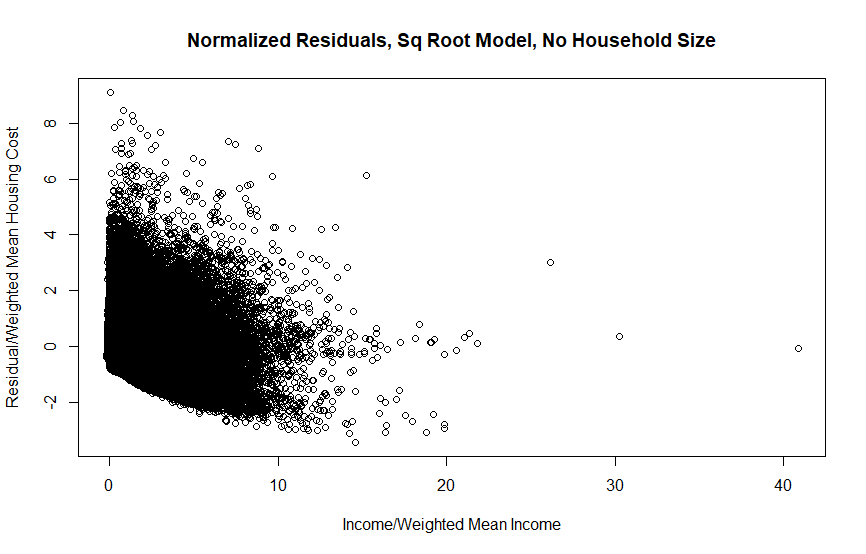 Normalized Residuals, Sq Root Model, No Household Size
Residual/Weighted Mean Housing Cost
8
6
4
2
0
-2
0 10 20 30 40
Income/Weighted Mean Income